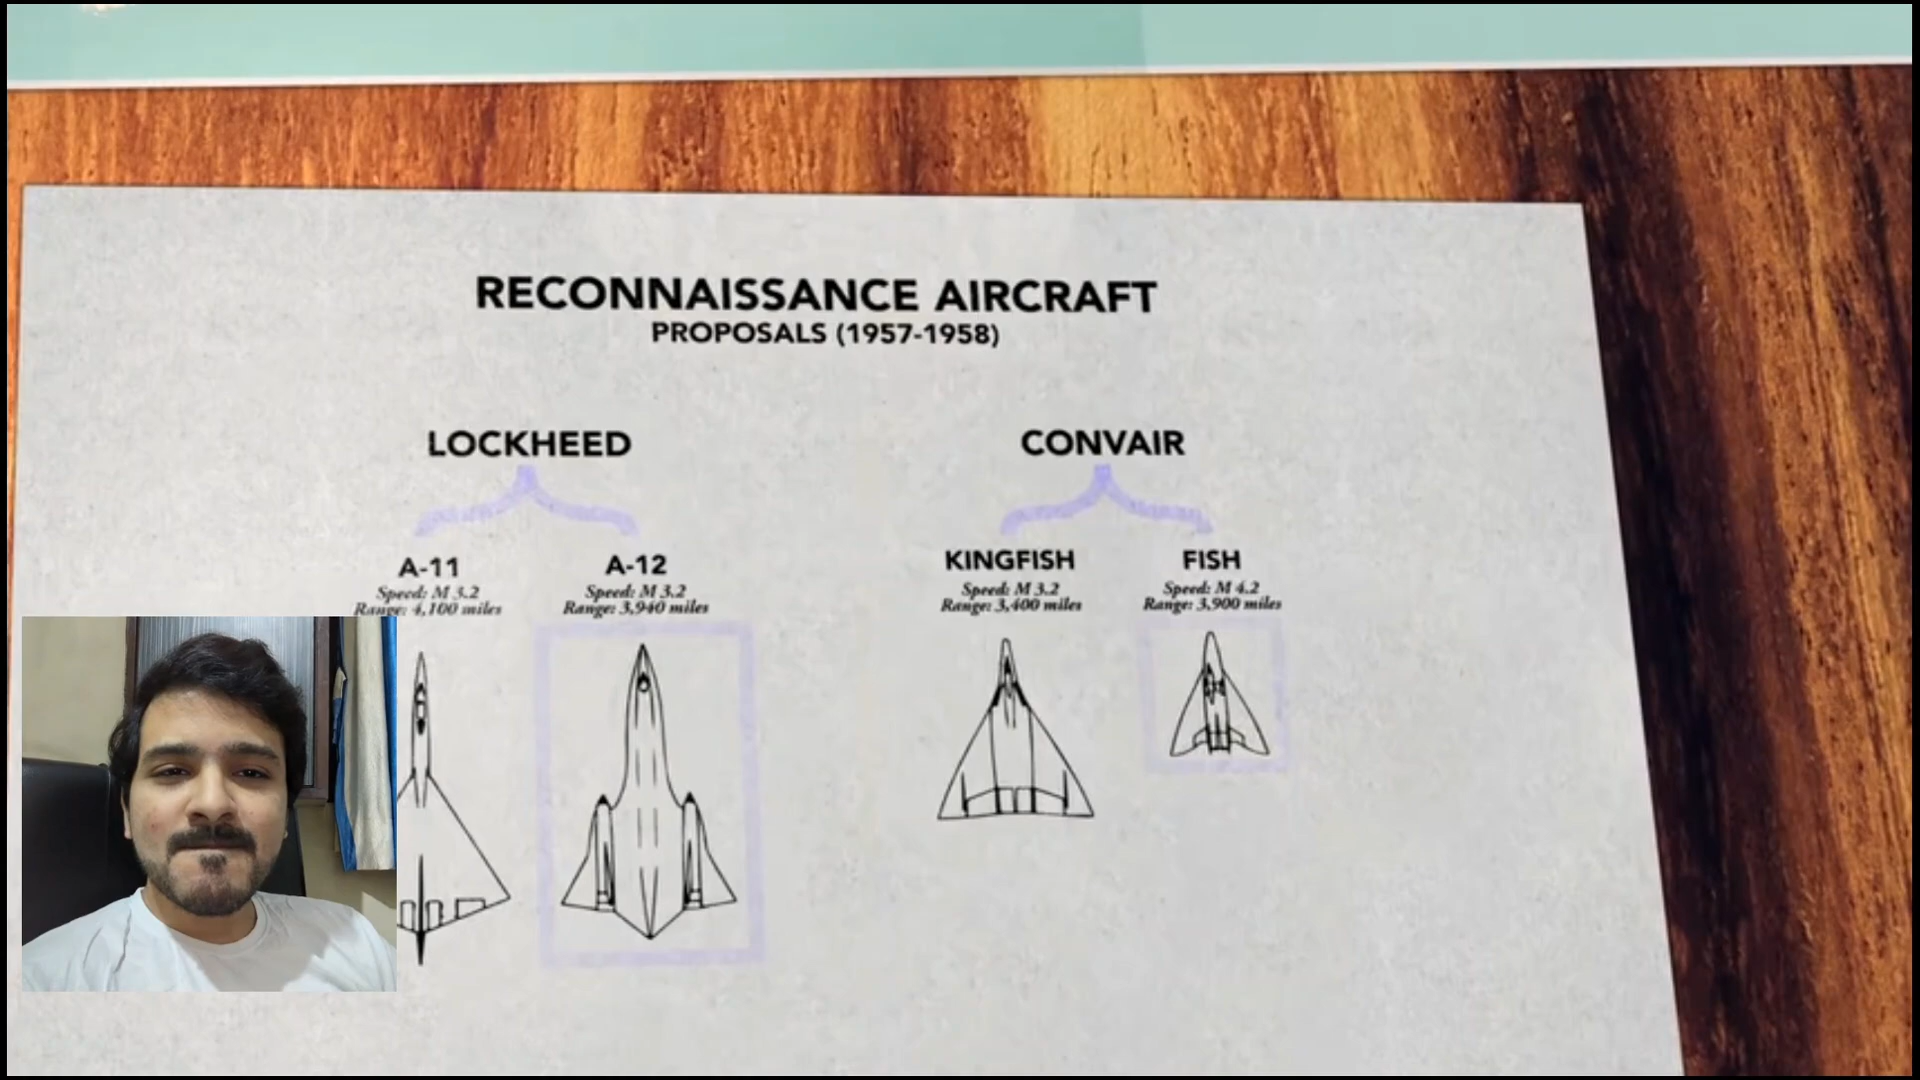 RECONNAISSANCE AIRCRAFT
PROPOSALS (1957-1958)
LOCKHEED
CONVAIR
A-11
Speed: M 3.2
Range: 4,100 miles
A-12
Speed: M 3.2
Range: 3,940 miles
KINGFISH
Speed: M 3.2
Range: 3,400 miles
FISH
Speed: M 4.2
Range: 3,900 miles